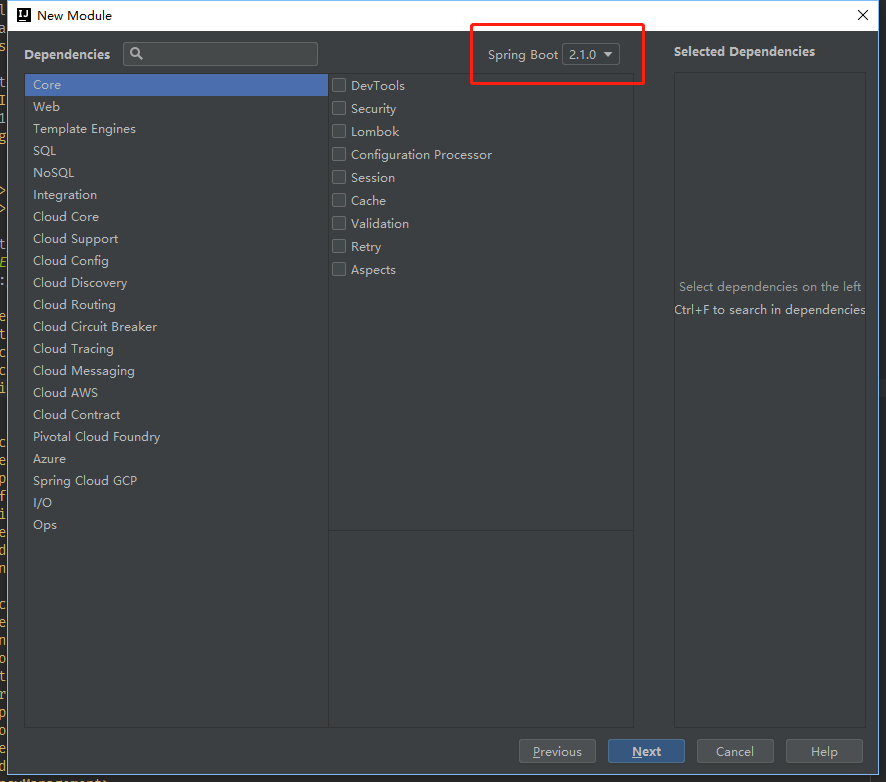 New Module
Dependencies
Spring Boot 2.1.0
Selected Dependencies
Core
Web
Template Engines
SQL
NoSQL
Integration
Cloud Core
Cloud Support
Cloud Config
Cloud Discovery
Cloud Routing
Cloud Circuit Breaker
Cloud Tracing
Cloud Messaging
Cloud AWS
Cloud Contract
Pivotal Cloud Foundry
Azure
Spring Cloud GCP
I/O
Ops
DevTools
Security
Lombok
Configuration Processor
Session
Cache
Validation
Retry
Aspects
Select dependencies on the left
Ctrl+F to search in dependencies
Previous
Next
Cancel
Help